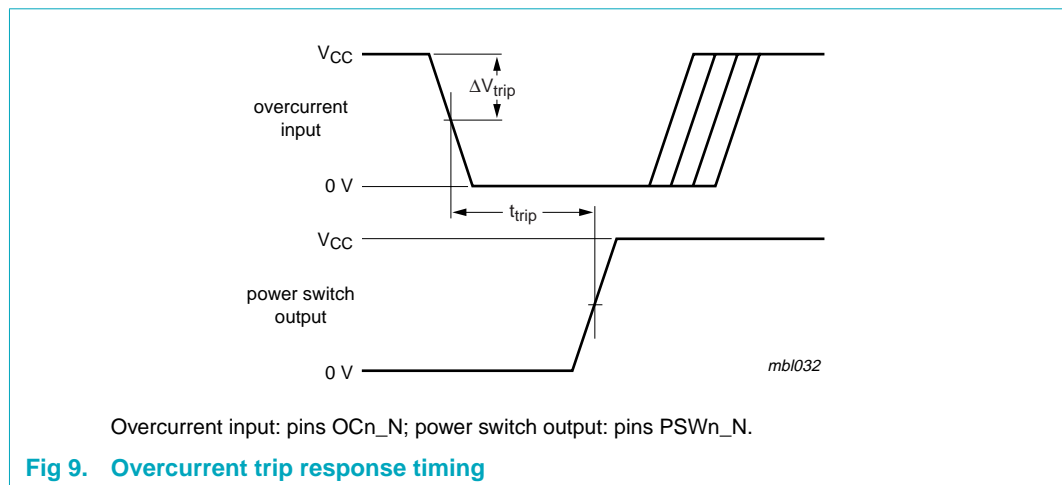 VCC
ΔVtrip
overcurrent
input
0 V
ttrip
VCC
power switch
output
0 V
mbl032
Overcurrent input: pins OCn_N; power switch output: pins PSWn_N.
Fig 9. Overcurrent trip response timing